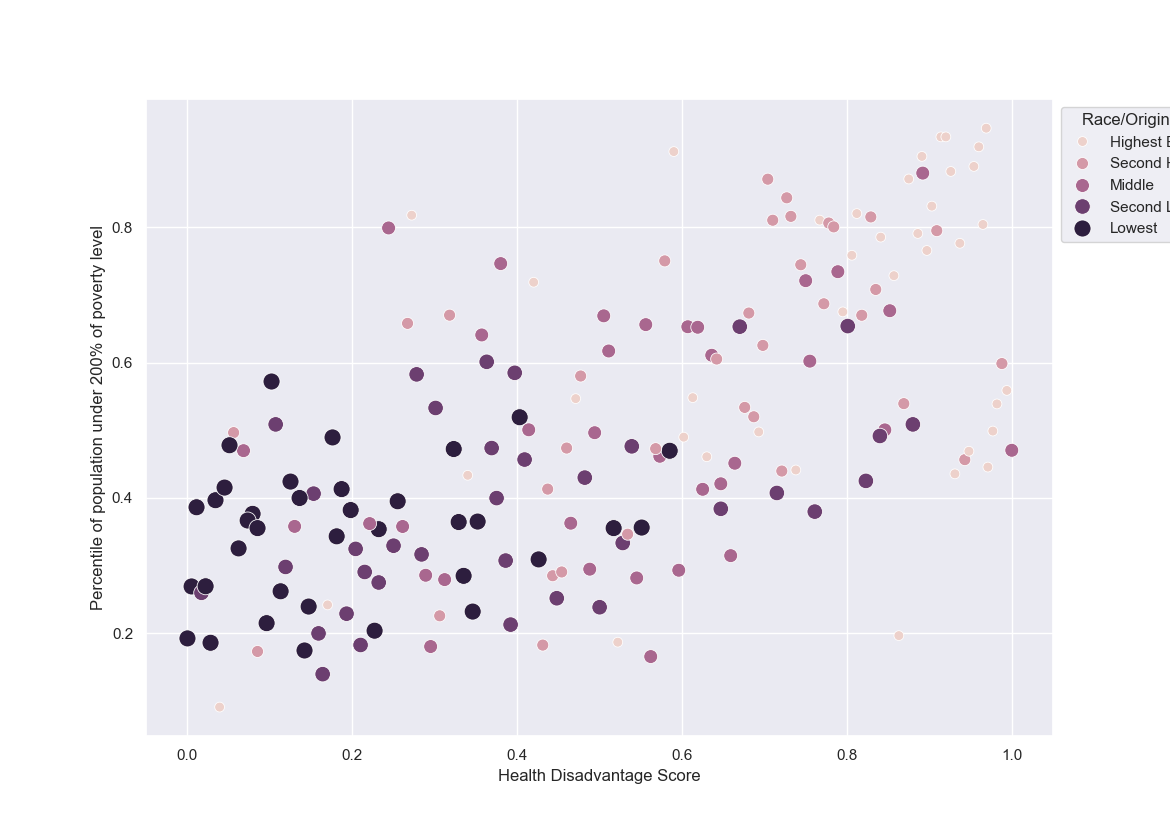 Race/Origin
Highest
Second
Middle
Second
Lowest
0.8
0.6
0.4
0.2
Percentile of population under 200% of poverty level
0.0 0.2 0.4 0.6 0.8 1.0
Health Disadvantage Score